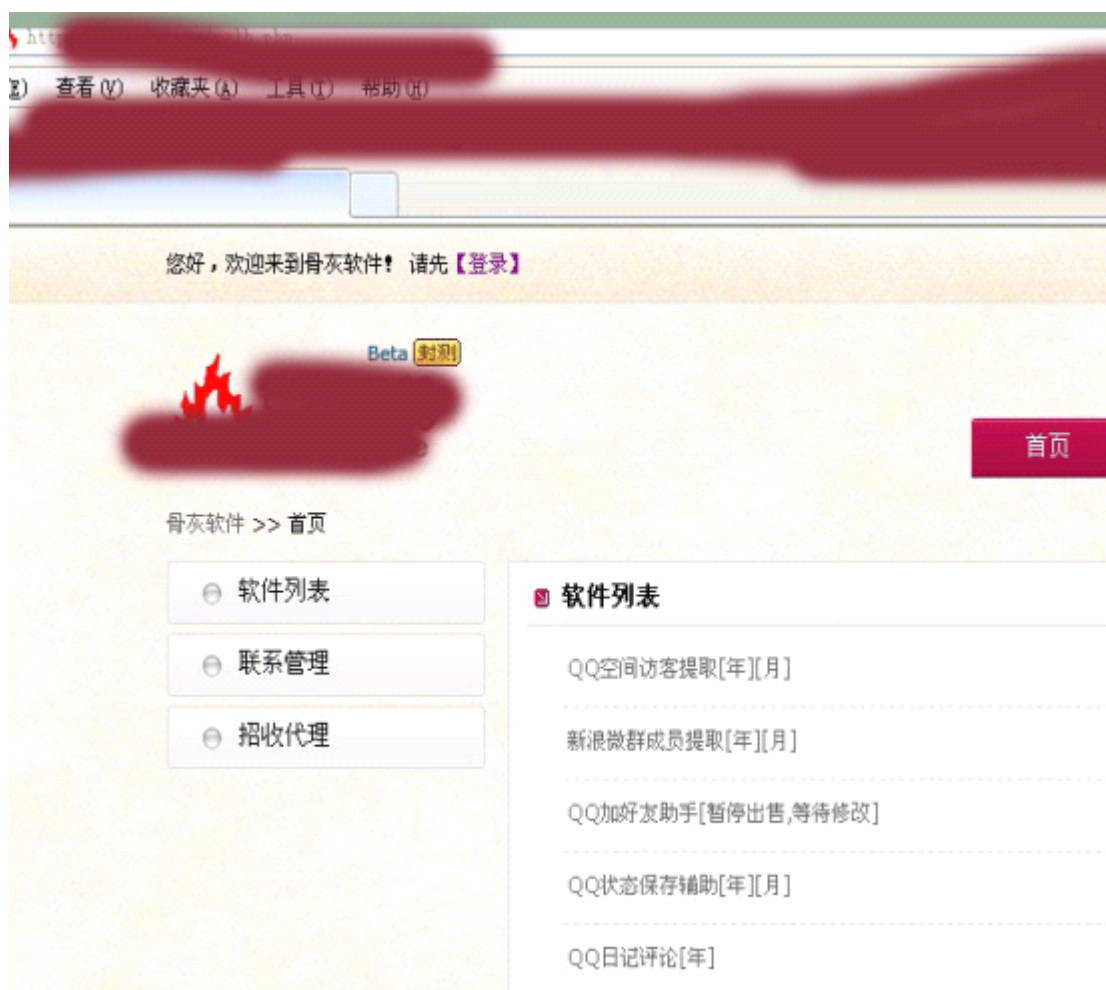 查看(V) 收藏夹(A) 工具(T) 帮助(H)
您好，欢迎来到骨灰软件！ 请先【登录】
Beta 封测
首页
骨灰软件 >> 首页
软件列表
联系管理
招收代理
软件列表
QQ空间访客提取[年][月]
新浪微群成员提取[年][月]
QQ加好友助手[暂停出售,等待修改]
QQ状态保存辅助[年][月]
QQ日记评论[年]